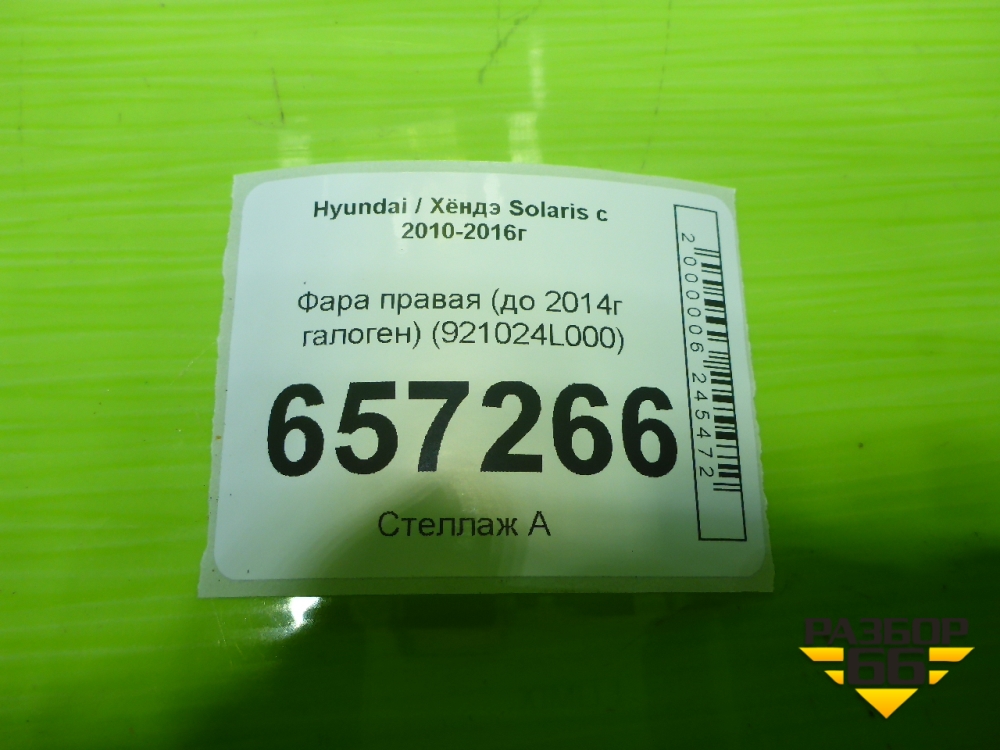 Hyundai / Хёндэ Solaris с
2010-2016г
Фара правая (до 2014г
галоген) (921024L000)
657266
Стеллаж А
2000006245472
РАЗБОР
66